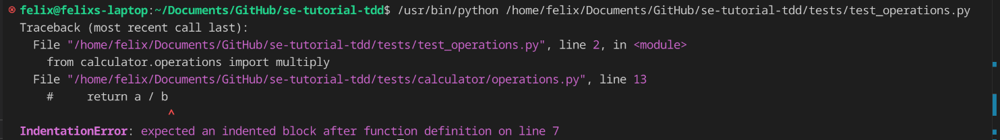 felix@felixs-laptop:~/Documents/GitHub/se-tutorial-tdd$ /usr/bin/python /home/felix/Documents/GitHub/se-tutorial-tdd/tests/test_operations.py
Traceback (most recent call last):
  File "/home/felix/Documents/GitHub/se-tutorial-tdd/tests/test_operations.py", line 2, in <module>
    from calculator.operations import multiply
  File "/home/felix/Documents/GitHub/se-tutorial-tdd/tests/calculator/operations.py", line 13
    #     return a / b
                      ^
IndentationError: expected an indented block after function definition on line 7